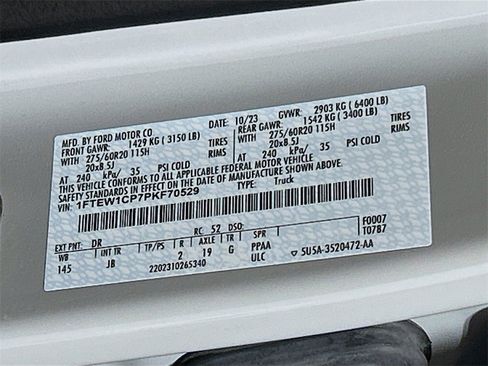 MFD. BY FORD MOTOR CO. 10/23 GVWR: 2903 KG (6400 LB)
FRONT GAWR: 1429 KG (3150 LB) REAR GAWR: 1542 KG (3400 LB)
WITH 275/60R20 115H TIRES WITH 275/60R20 115H TIRES
20x8.5J RIMS 20x8.5J RIMS
AT 240 kPa/ 35 PSI COLD AT 240 kPa/ 35 PSI COLD
THIS VEHICLE CONFORMS TO ALL APPLICABLE FEDERAL MOTOR VEHICLE
SAFETY STANDARDS IN EFFECT ON THE DATE OF MANUFACTURE SHOWN ABOVE.
VIN: 1FTEW1CP7PKF70529 TYPE: Truck
F0007
T07B7
EXT PNT: DR RC: 52 DSO:
WB INT TR TP/PS R AXLE TR SPR
145 JB 2 19 G PPAA 5U5A-3520472-AA
2202310265340 ULC